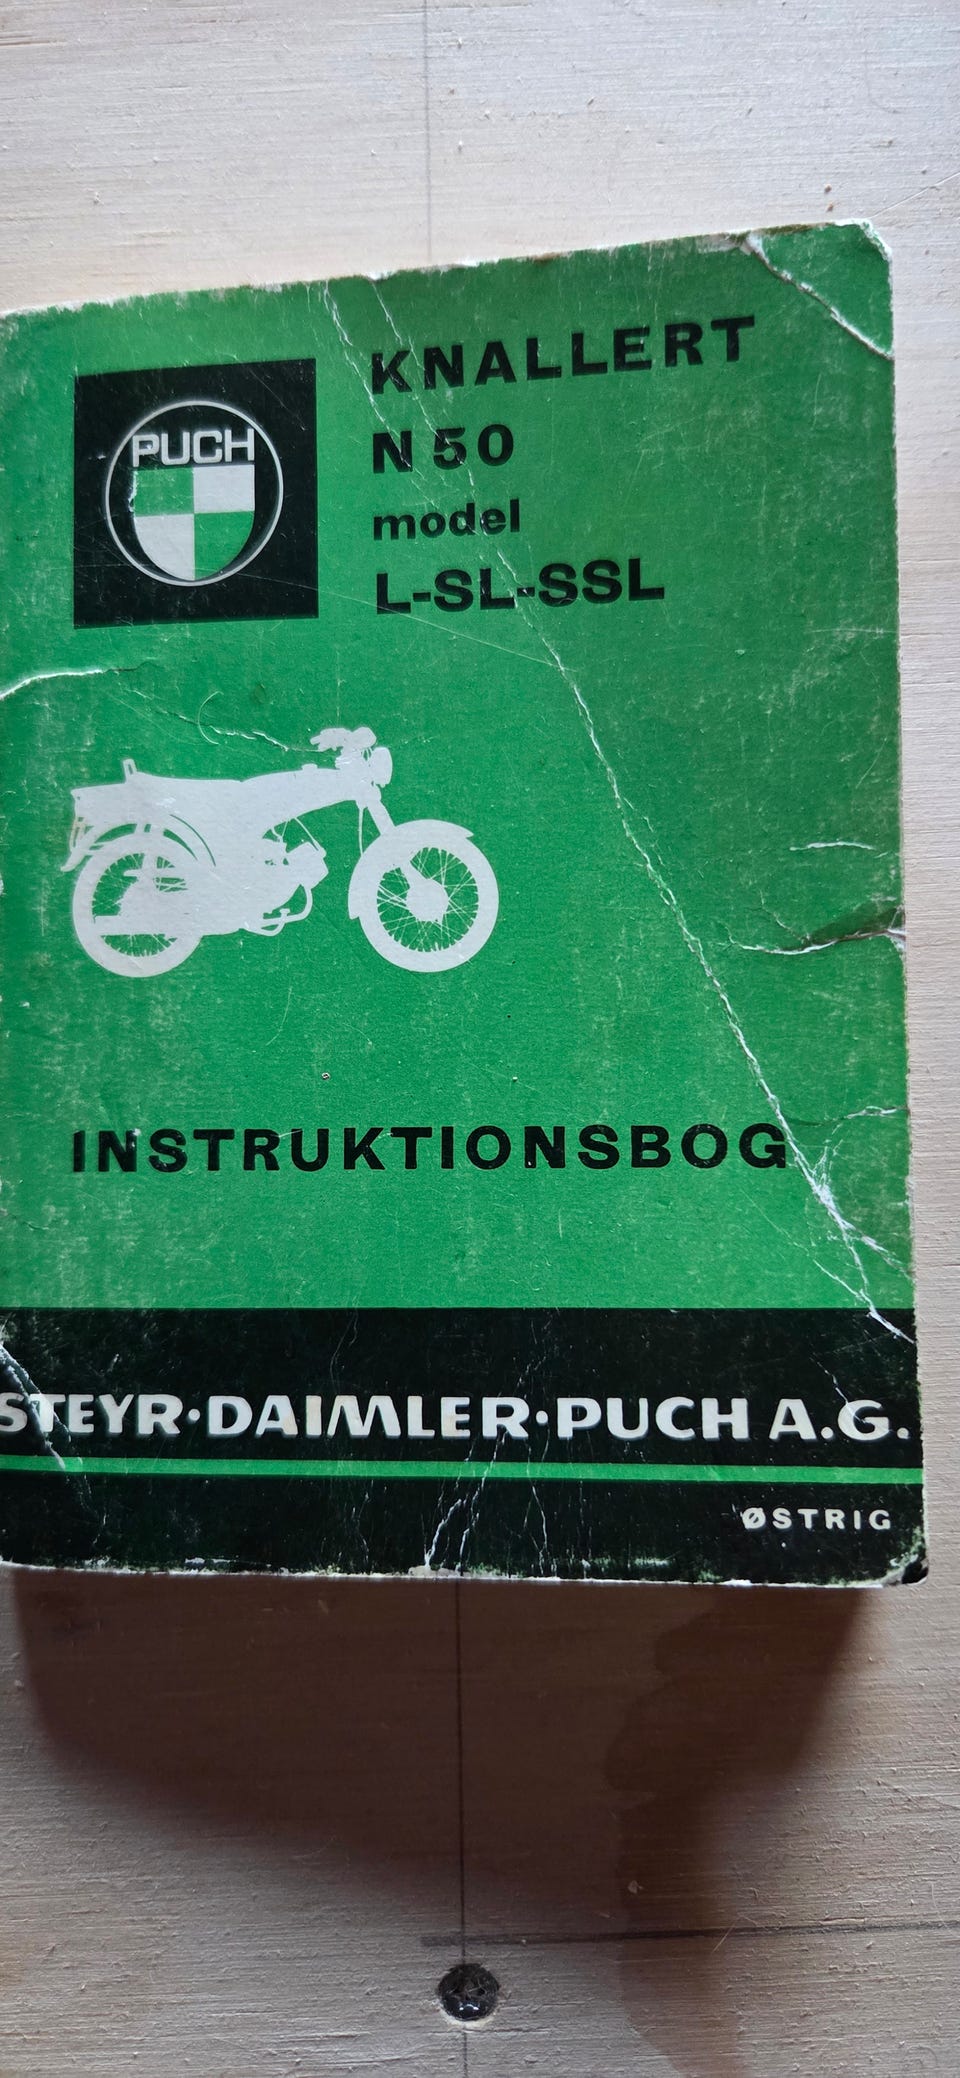 PUCH
KNALLERT
N 50
model
L-SL-SSL
INSTRUKTIONSBOG
STEYR·DAIMLER·PUCH A.G.
ØSTRIG